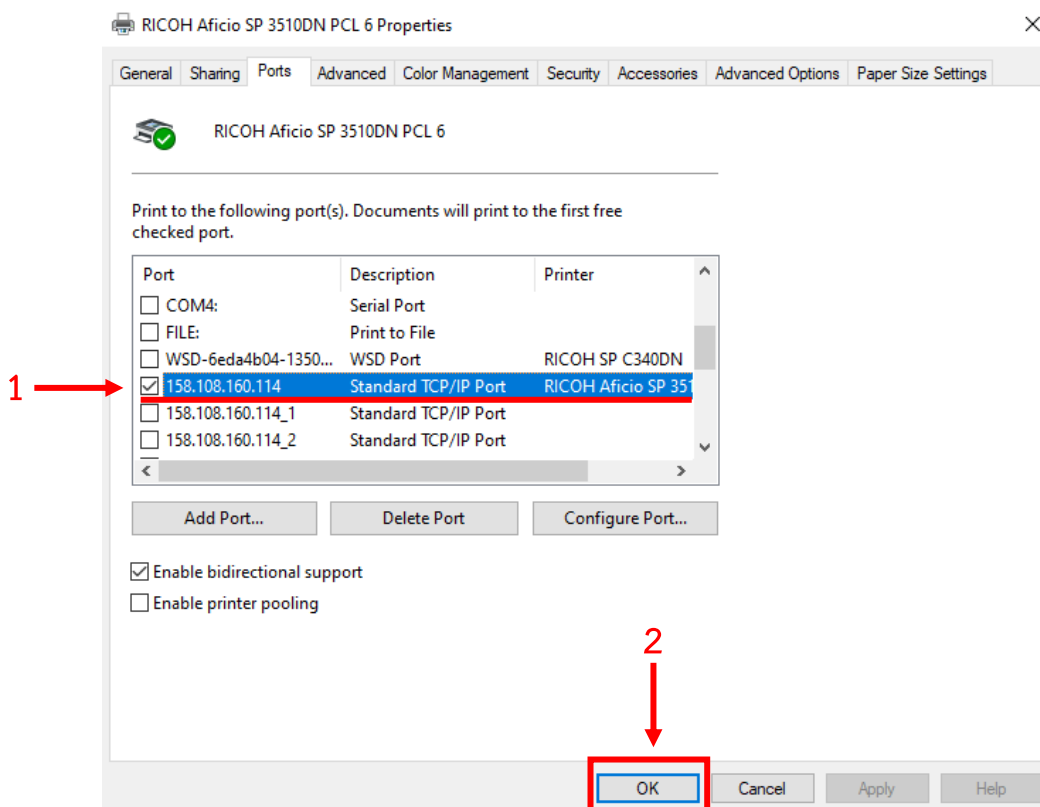 RICOH Aficio SP 3510DN PCL 6 Properties
General Sharing Ports Advanced Color Management Security Accessories Advanced Options Paper Size Settings
RICOH Aficio SP 3510DN PCL 6
Print to the following port(s). Documents will print to the first free
checked port.
Port Description Printer
COM4: Serial Port
FILE: Print to File
WSD-6eda4b04-1350... WSD Port RICOH SP C340DN
1 158.108.160.114 Standard TCP/IP Port RICOH Aficio SP 351
158.108.160.114_1 Standard TCP/IP Port
158.108.160.114_2 Standard TCP/IP Port
Add Port... Delete Port Configure Port...
Enable bidirectional support
Enable printer pooling
2
OK Cancel Apply Help